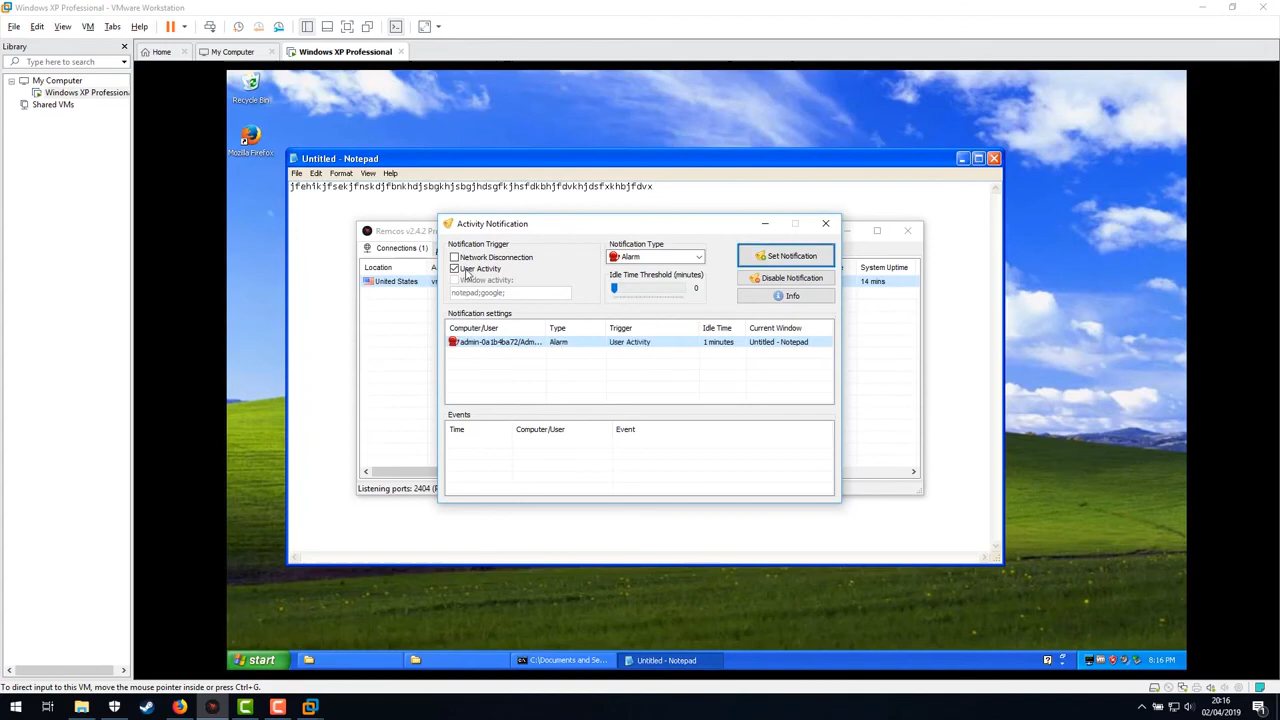 Windows XP Professional - VMware Workstation
File Edit View VM Tabs Help
Library
Type here to search
My Computer
Windows XP Profession
Shared VMs
Home
My Computer
Windows XP Professional
Recycle Bin
Mozilla Firefox
Untitled - Notepad
File Edit Format View Help
Remcos v2.4.2 Pr
Connections (1)
Location
United States
System Uptime
14 mins
Listening ports: 2404
Activity Notification
Notification Trigger
Network Disconnection
User Activity
Window activity:
notepad;google;
Notification Type
Alarm
Idle Time Threshold (minutes)
0
Set Notification
Disable Notification
Info
Notification settings
Computer/User Type Trigger Idle Time Current Window
admin-0a1b4ba72/Adm... Alarm User Activity 1 minutes Untitled - Notepad
Events
Time Computer/User Event
start
C:\Documents and Se...
Untitled - Notepad
8:16 PM
To direct input to this VM, move the mouse pointer inside or press Ctrl+G.
20:16
02/04/2019